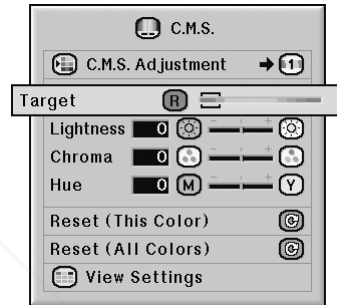 C.M.S.
C.M.S. Adjustment 1
Target R
Lightness 0 − +
Chroma 0 − +
Hue 0 M − + Y
Reset (This Color)
Reset (All Colors)
View Settings